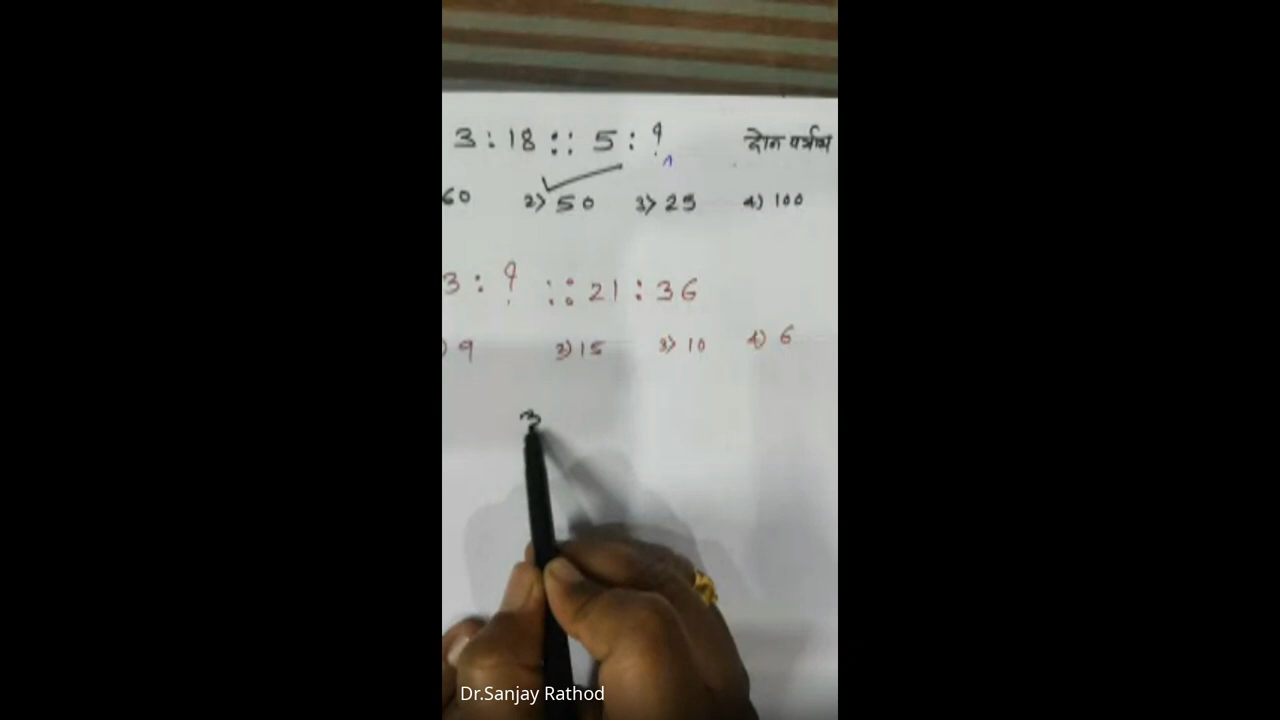 3 : 18 :: 5 : ? दोन पर्याय
60 2) 50 3) 25 4) 100
3 : ? :: 21 : 36
) 9 2) 15 3) 10 4) 6
3
Dr.Sanjay Rathod